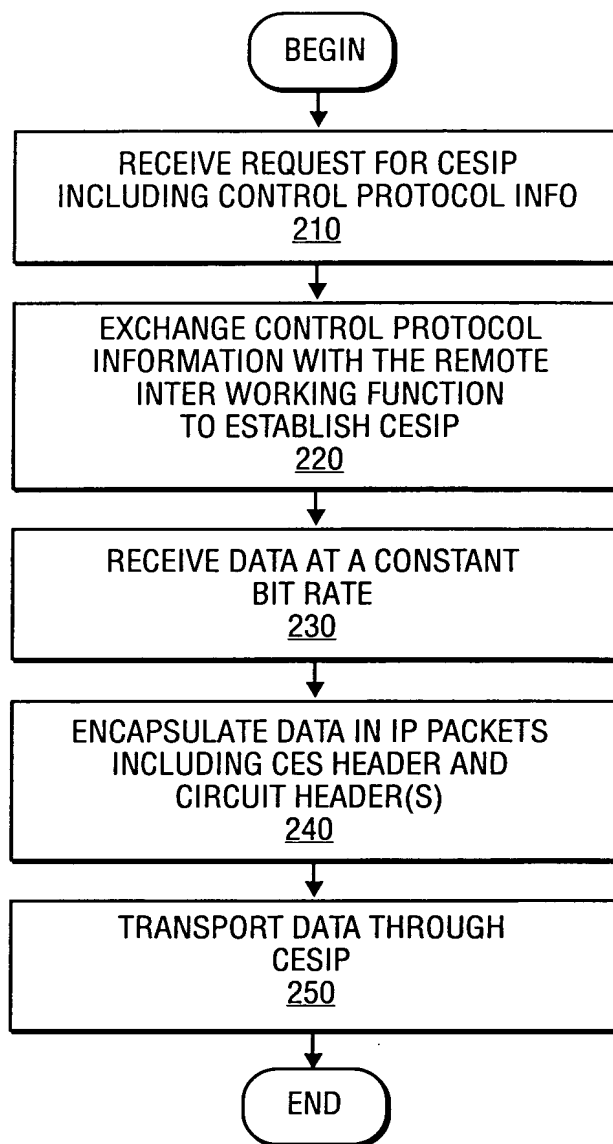 BEGIN
RECEIVE REQUEST FOR CESIP
INCLUDING CONTROL PROTOCOL INFO
210
EXCHANGE CONTROL PROTOCOL
INFORMATION WITH THE REMOTE
INTER WORKING FUNCTION
TO ESTABLISH CESIP
220
RECEIVE DATA AT A CONSTANT
BIT RATE
230
ENCAPSULATE DATA IN IP PACKETS
INCLUDING CES HEADER AND
CIRCUIT HEADER(S)
240
TRANSPORT DATA THROUGH
CESIP
250
END